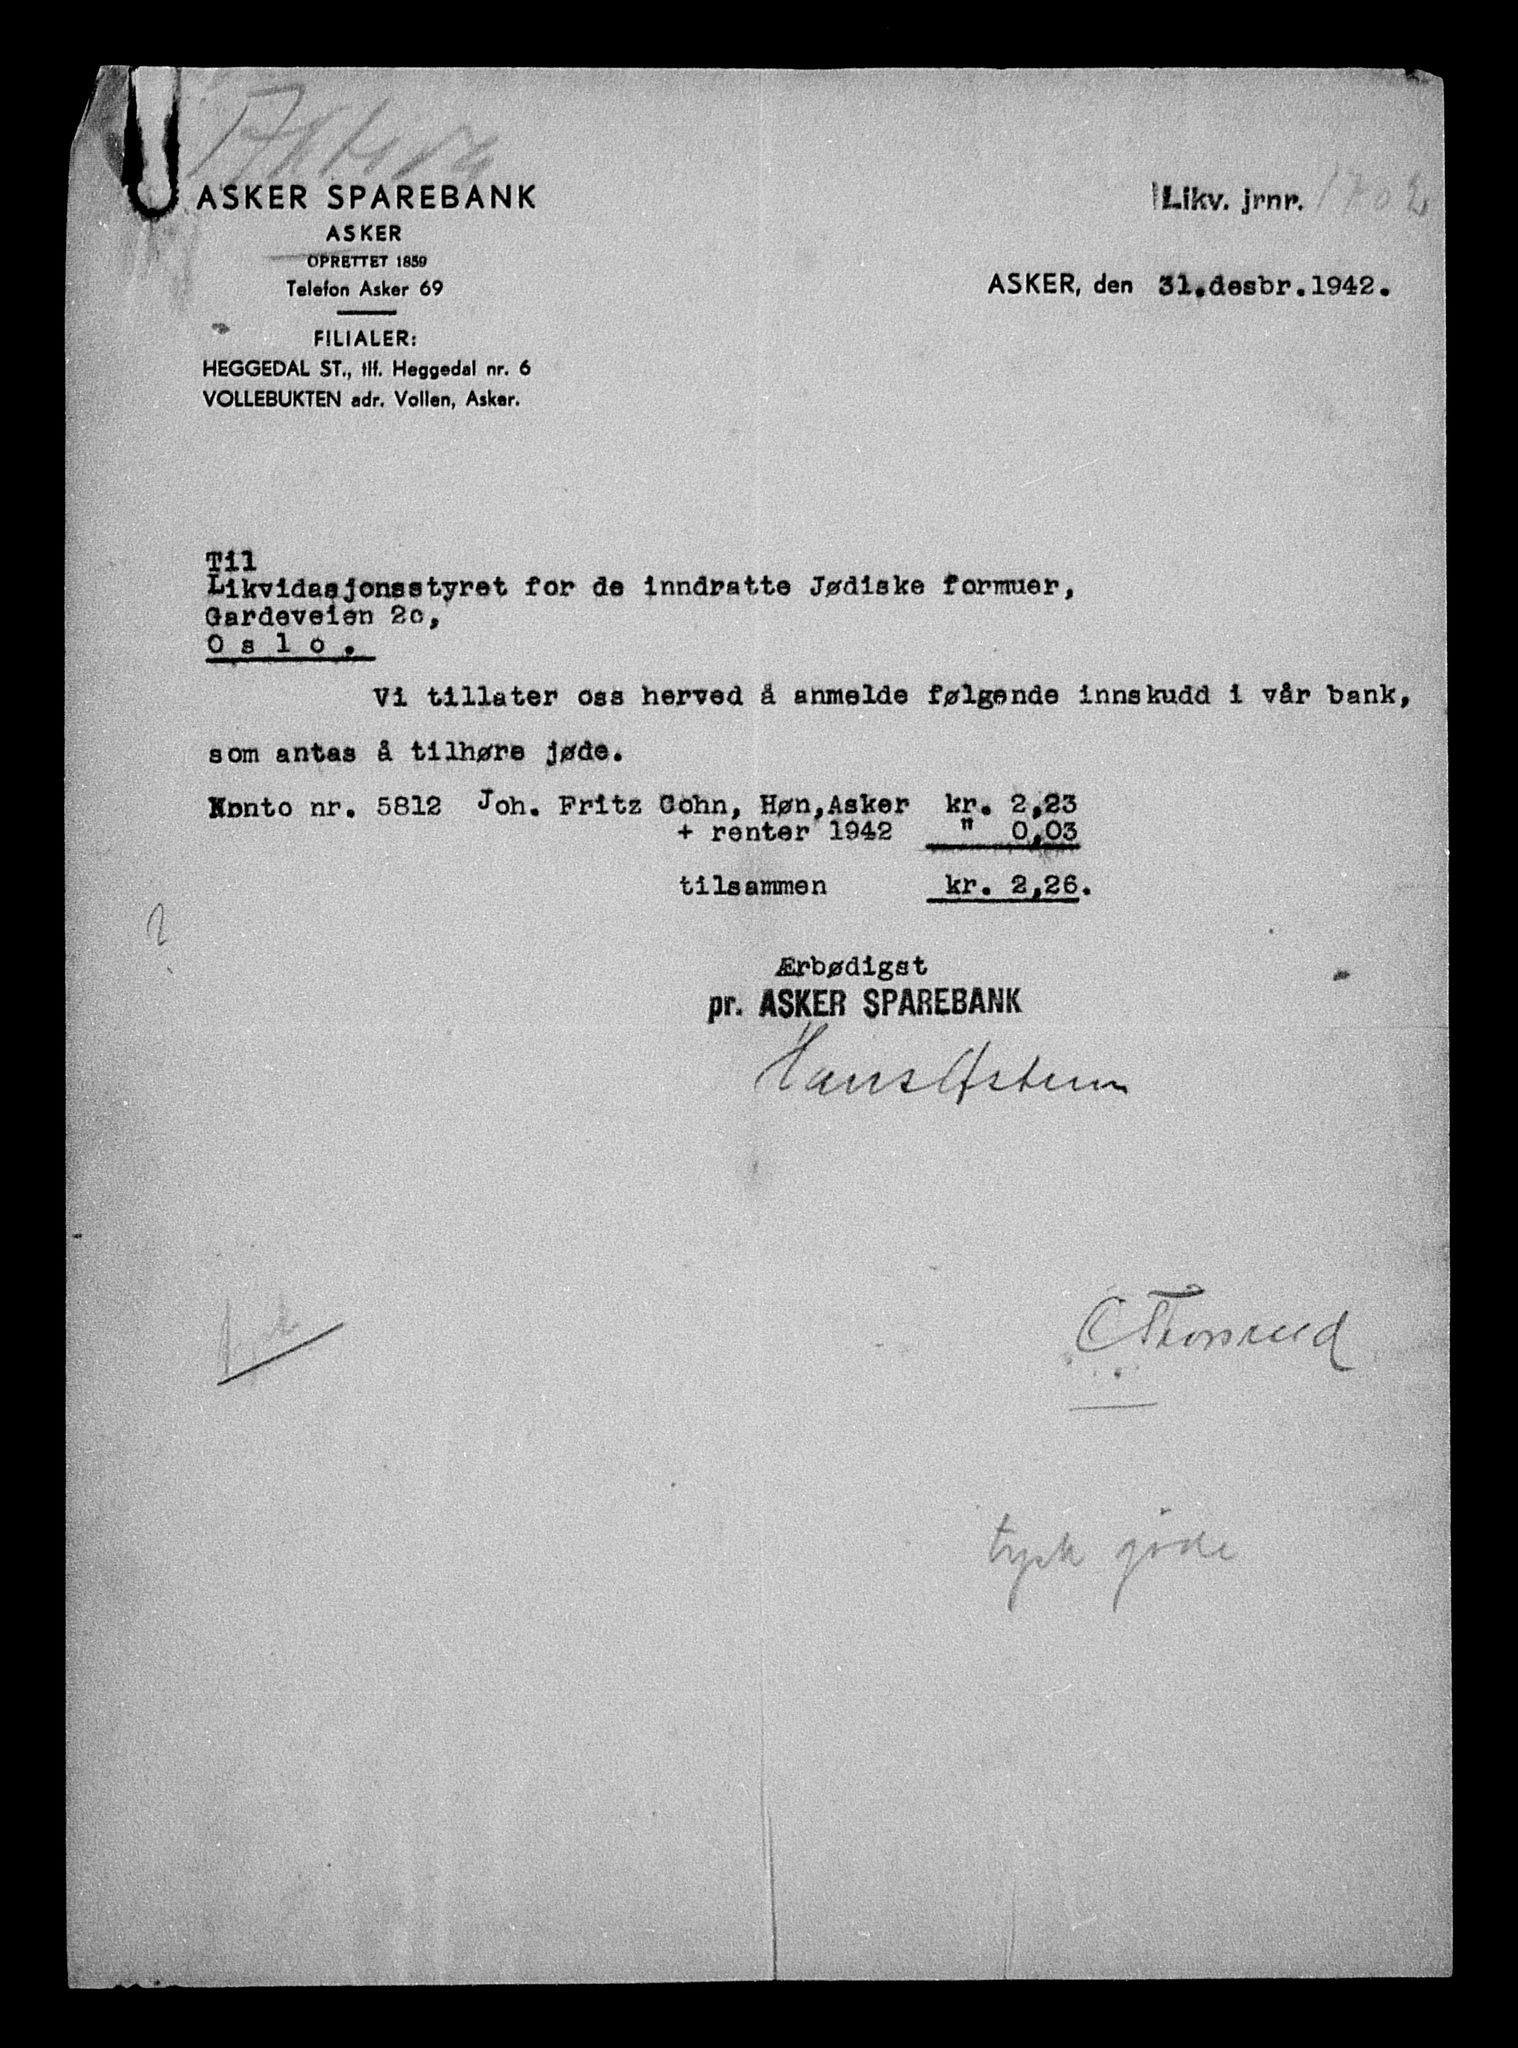 ASKER SPAREBANK
ASKER
OPRETTET 1859
Telefon Asker 69
FILIALER:
HEGGEDAL ST., tlf. Heggedal nr. 6
VOLLEBUKTEN adr. Vollen, Asker.
Likv. jrnr. 1702
ASKER, den 31.desbr.1942.
Til
Likvidasjonsstyret for de inndratte Jødiske formuer,
Gardeveien 2c,
O s l o .
Vi tillater oss herved å anmelde følgende innskudd i vår bank,
som antas å tilhøre jøde.
Konto nr. 5812 Joh. Fritz Cohn, Høn,Asker kr. 2,23
+ renter 1942 " 0,03
tilsammen kr. 2,26.
Ærbødigst
pr. ASKER SPAREBANK
Hans
C Thorsrud
tysk jøde